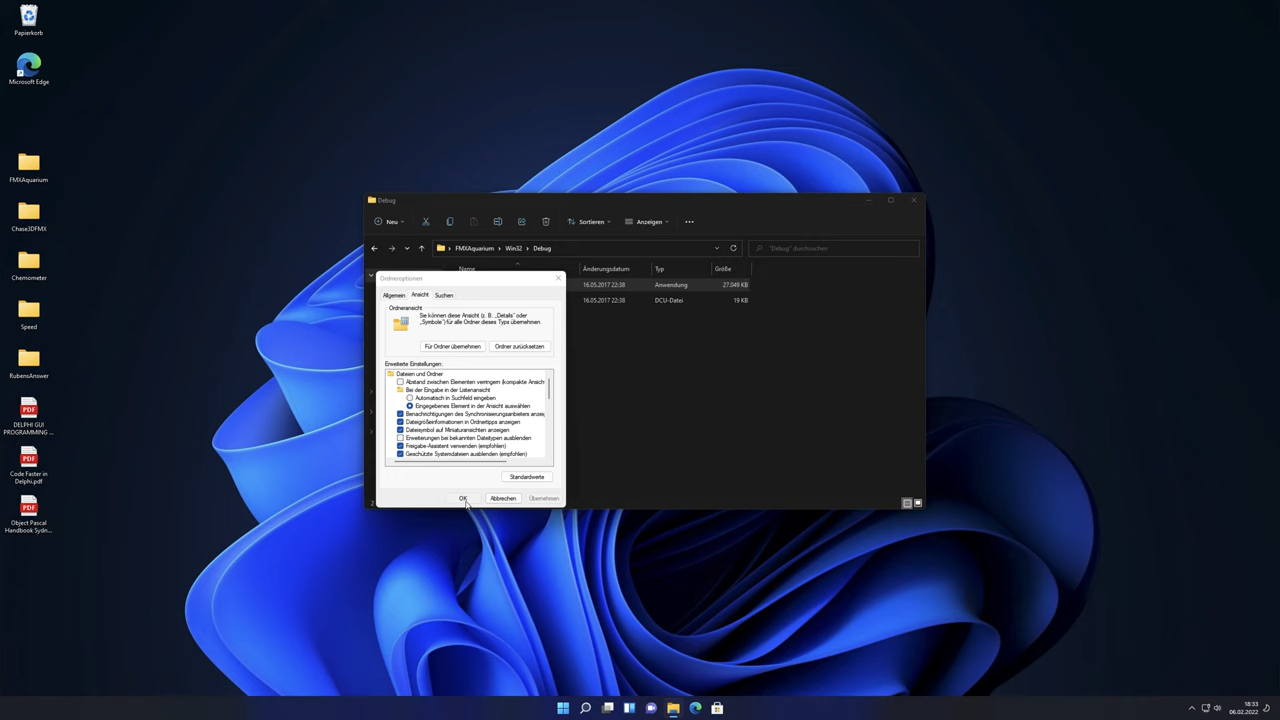 Papierkorb
Microsoft Edge
FMXAquarium
Chase3DFMX
Chemometer
Speed
RubensAnswer
DELPHI GUI
PROGRAMMING ...
Code Faster in
Delphi.pdf
Object Pascal
Handbook Sydn...
Debug
Neu
Sortieren
Anzeigen
FMXAquarium > Win32 > Debug
"Debug" durchsuchen
Name
Änderungsdatum
Typ
Größe
16.05.2017 22:38
Anwendung
27.049 KB
16.05.2017 22:38
DCU-Datei
19 KB
Ordneroptionen
Allgemein
Ansicht
Suchen
Ordneransicht
Sie können diese Ansicht (z. B. „Details" oder
„Symbole") für alle Ordner dieses Typs übernehmen.
Für Ordner übernehmen
Ordner zurücksetzen
Erweiterte Einstellungen:
Dateien und Ordner
Abstand zwischen Elementen verringern (kompakte Ansich
Bei der Eingabe in der Listenansicht
Automatisch in Suchfeld eingeben
Eingegebenes Element in der Ansicht auswählen
Benachrichtigungen des Synchronisierungsanbieters anzeig
Dateigrößeinformationen in Ordnertipps anzeigen
Dateisymbol auf Miniaturansichten anzeigen
Erweiterungen bei bekannten Dateitypen ausblenden
Freigabe-Assistent verwenden (empfohlen)
Geschützte Systemdateien ausblenden (empfohlen)
Standardwerte
OK
Abbrechen
Übernehmen
2
18:33
06.02.2022